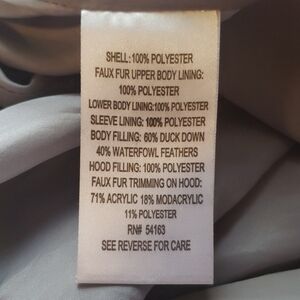 SHELL: 100% POLYESTER
FAUX FUR UPPER BODY LINING:
100% POLYESTER
LOWER BODY LINING:100% POLYESTER
SLEEVE LINING: 100% POLYESTER
BODY FILLING: 60% DUCK DOWN
40% WATERFOWL FEATHERS
HOOD FILLING: 100% POLYESTER
FAUX FUR TRIMMING ON HOOD:
71% ACRYLIC 18% MODACRYLIC
11% POLYESTER
RN# 54163
SEE REVERSE FOR CARE